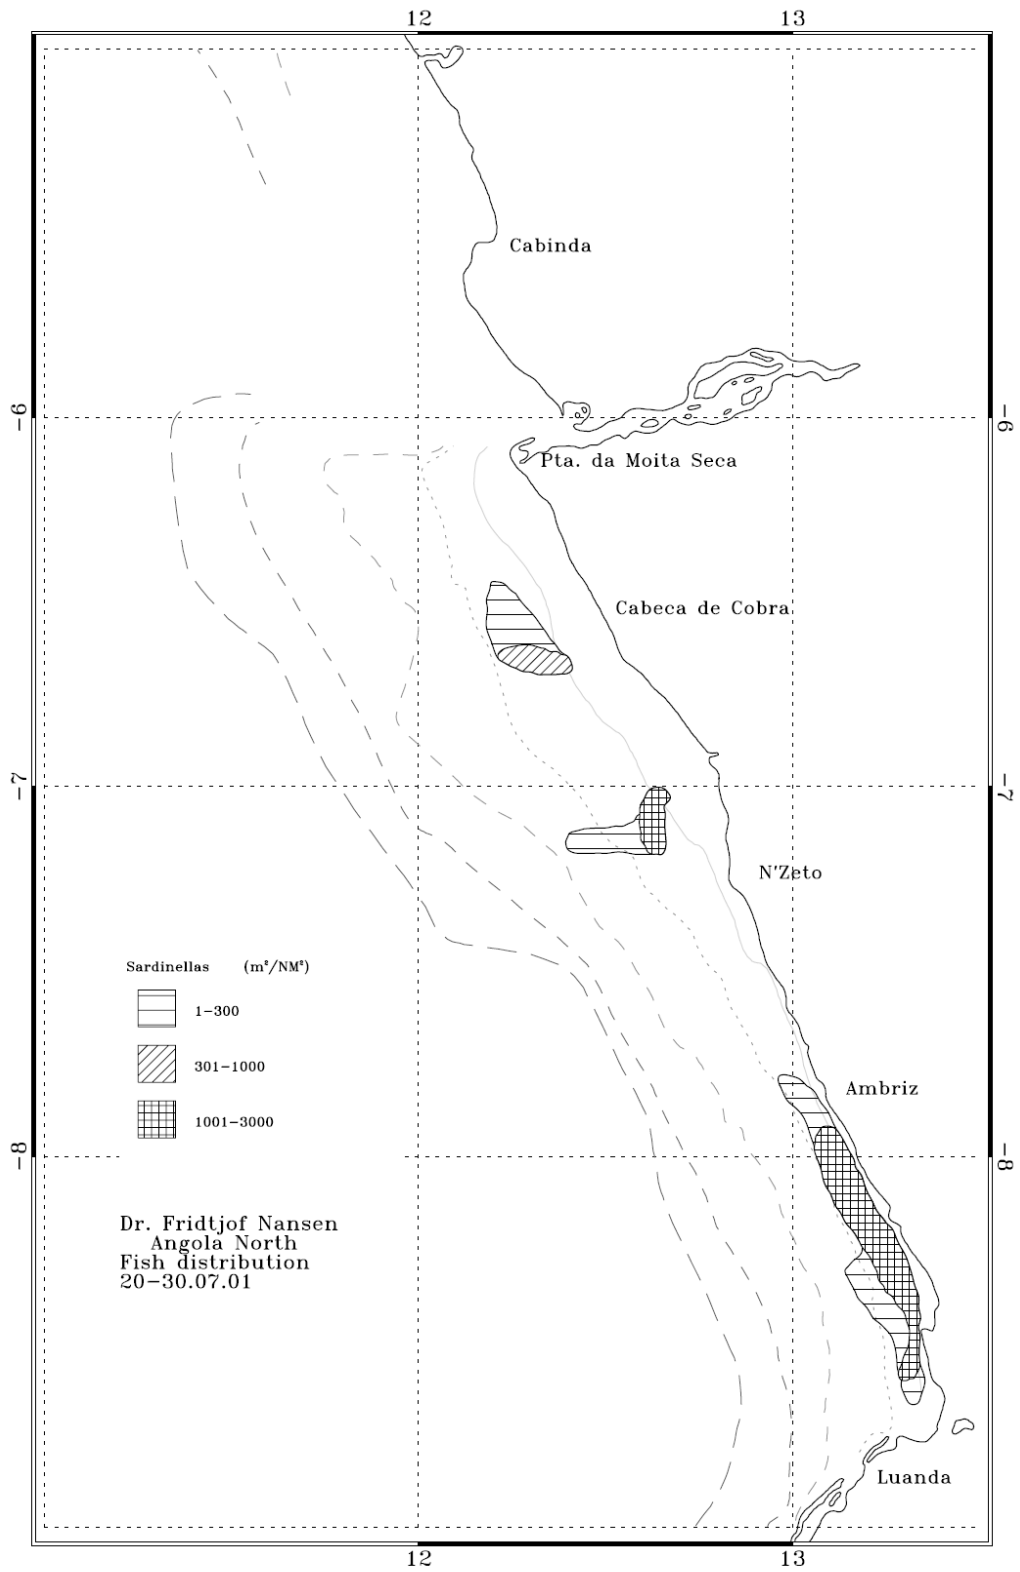 12 13
Cabinda
-6 -6
Pta. da Moita Seca
Cabeca de Cobra
-7 -7
N'Zeto
Sardinellas (m²/NM²)
1-300
301-1000
1001-3000
Ambriz
-8 -8
Dr. Fridtjof Nansen
Angola North
Fish distribution
20-30.07.01
Luanda
12 13